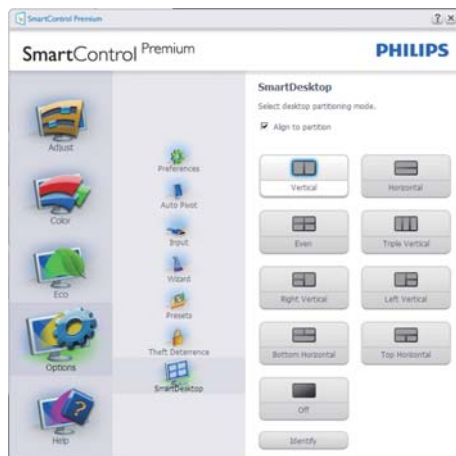 SmartControl Premium
SmartControl Premium
PHILIPS
Adjust
Color
Eco
Options
Help
Preferences
Auto Pivot
Input
Wizard
Presets
Theft Deterrence
SmartDesktop
SmartDesktop
Select desktop partitioning mode.
Align to partition
Vertical
Horizontal
Even
Triple Vertical
Right Vertical
Left Vertical
Bottom Horizontal
Top Horizontal
Off
Identify